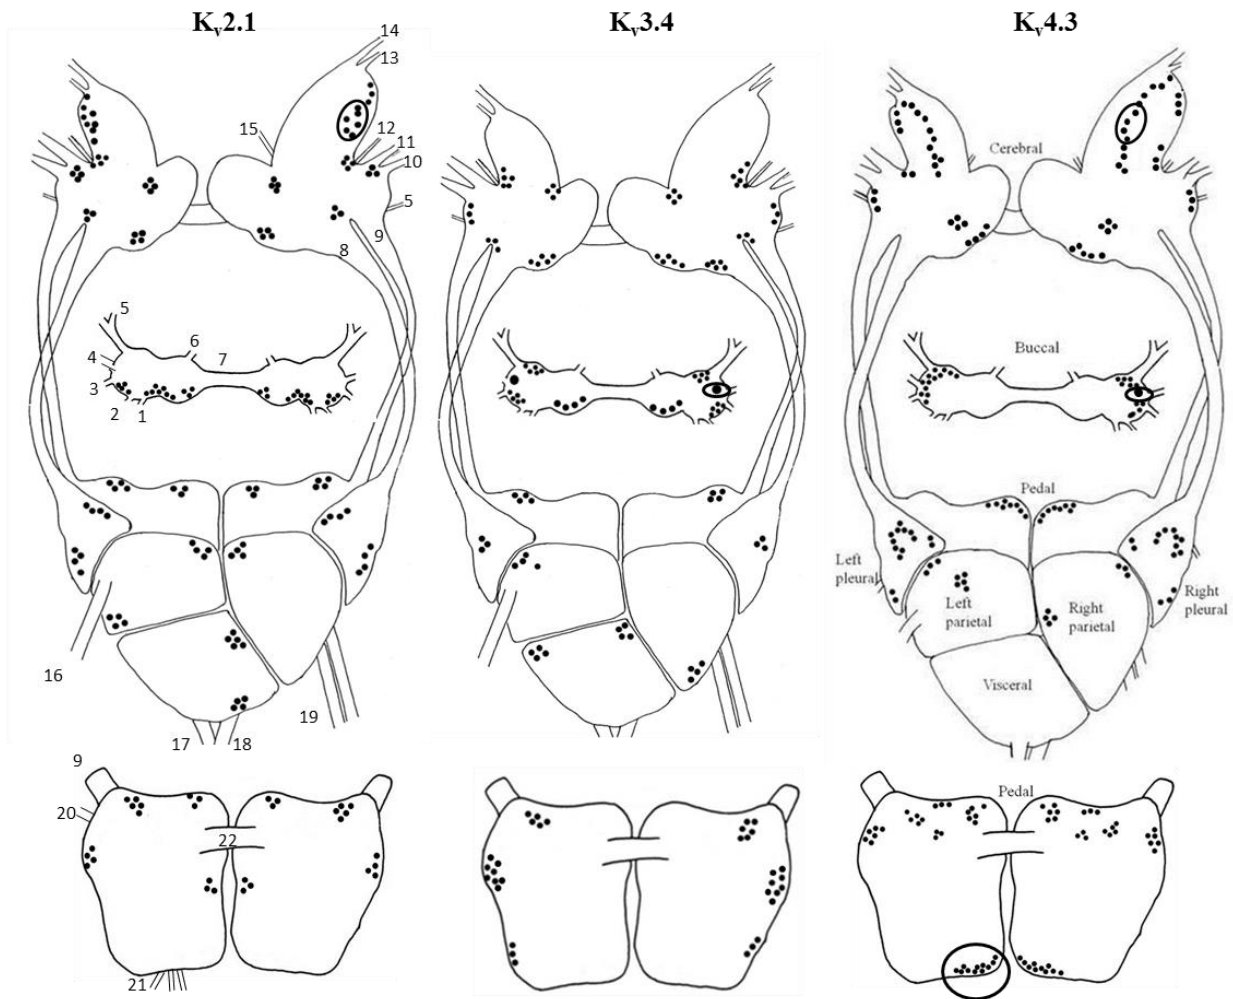 Kv2.1
Kv3.4
Kv4.3
14
13
15
12
11
10
5
9
8
Cerebral
5
6
7
4
3
2
1
Buccal
Pedal
Left
pleural
Left
parietal
Right
parietal
Right
pleural
Visceral
16
19
17
18
9
20
22
21
Pedal